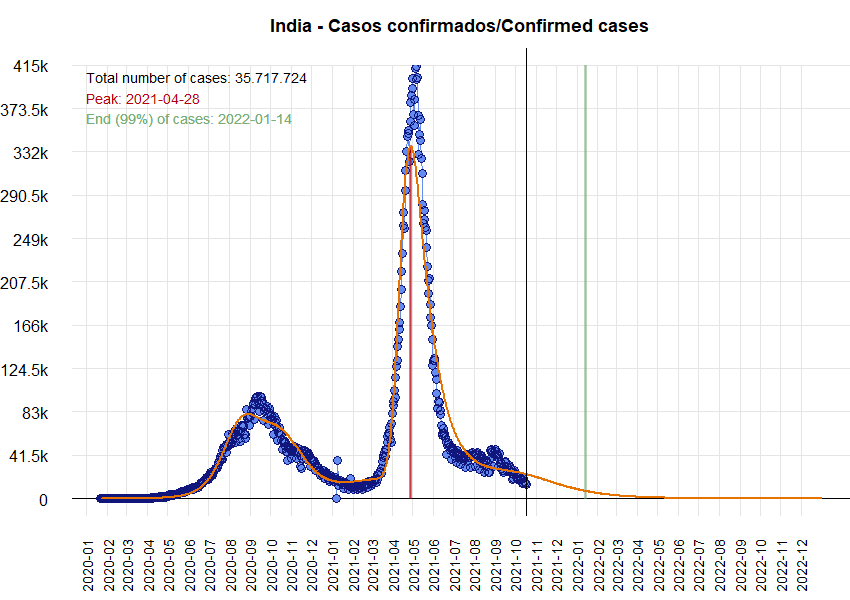 India - Casos confirmados/Confirmed cases
415k
Total number of cases: 35.717.724
Peak: 2021-04-28
End (99%) of cases: 2022-01-14
373.5k
332k
290.5k
249k
207.5k
166k
124.5k
83k
41.5k
0
2020-01
2020-02
2020-03
2020-04
2020-05
2020-06
2020-07
2020-08
2020-09
2020-10
2020-11
2020-12
2021-01
2021-02
2021-03
2021-04
2021-05
2021-06
2021-07
2021-08
2021-09
2021-10
2021-11
2021-12
2022-01
2022-02
2022-03
2022-04
2022-05
2022-06
2022-07
2022-08
2022-09
2022-10
2022-11
2022-12